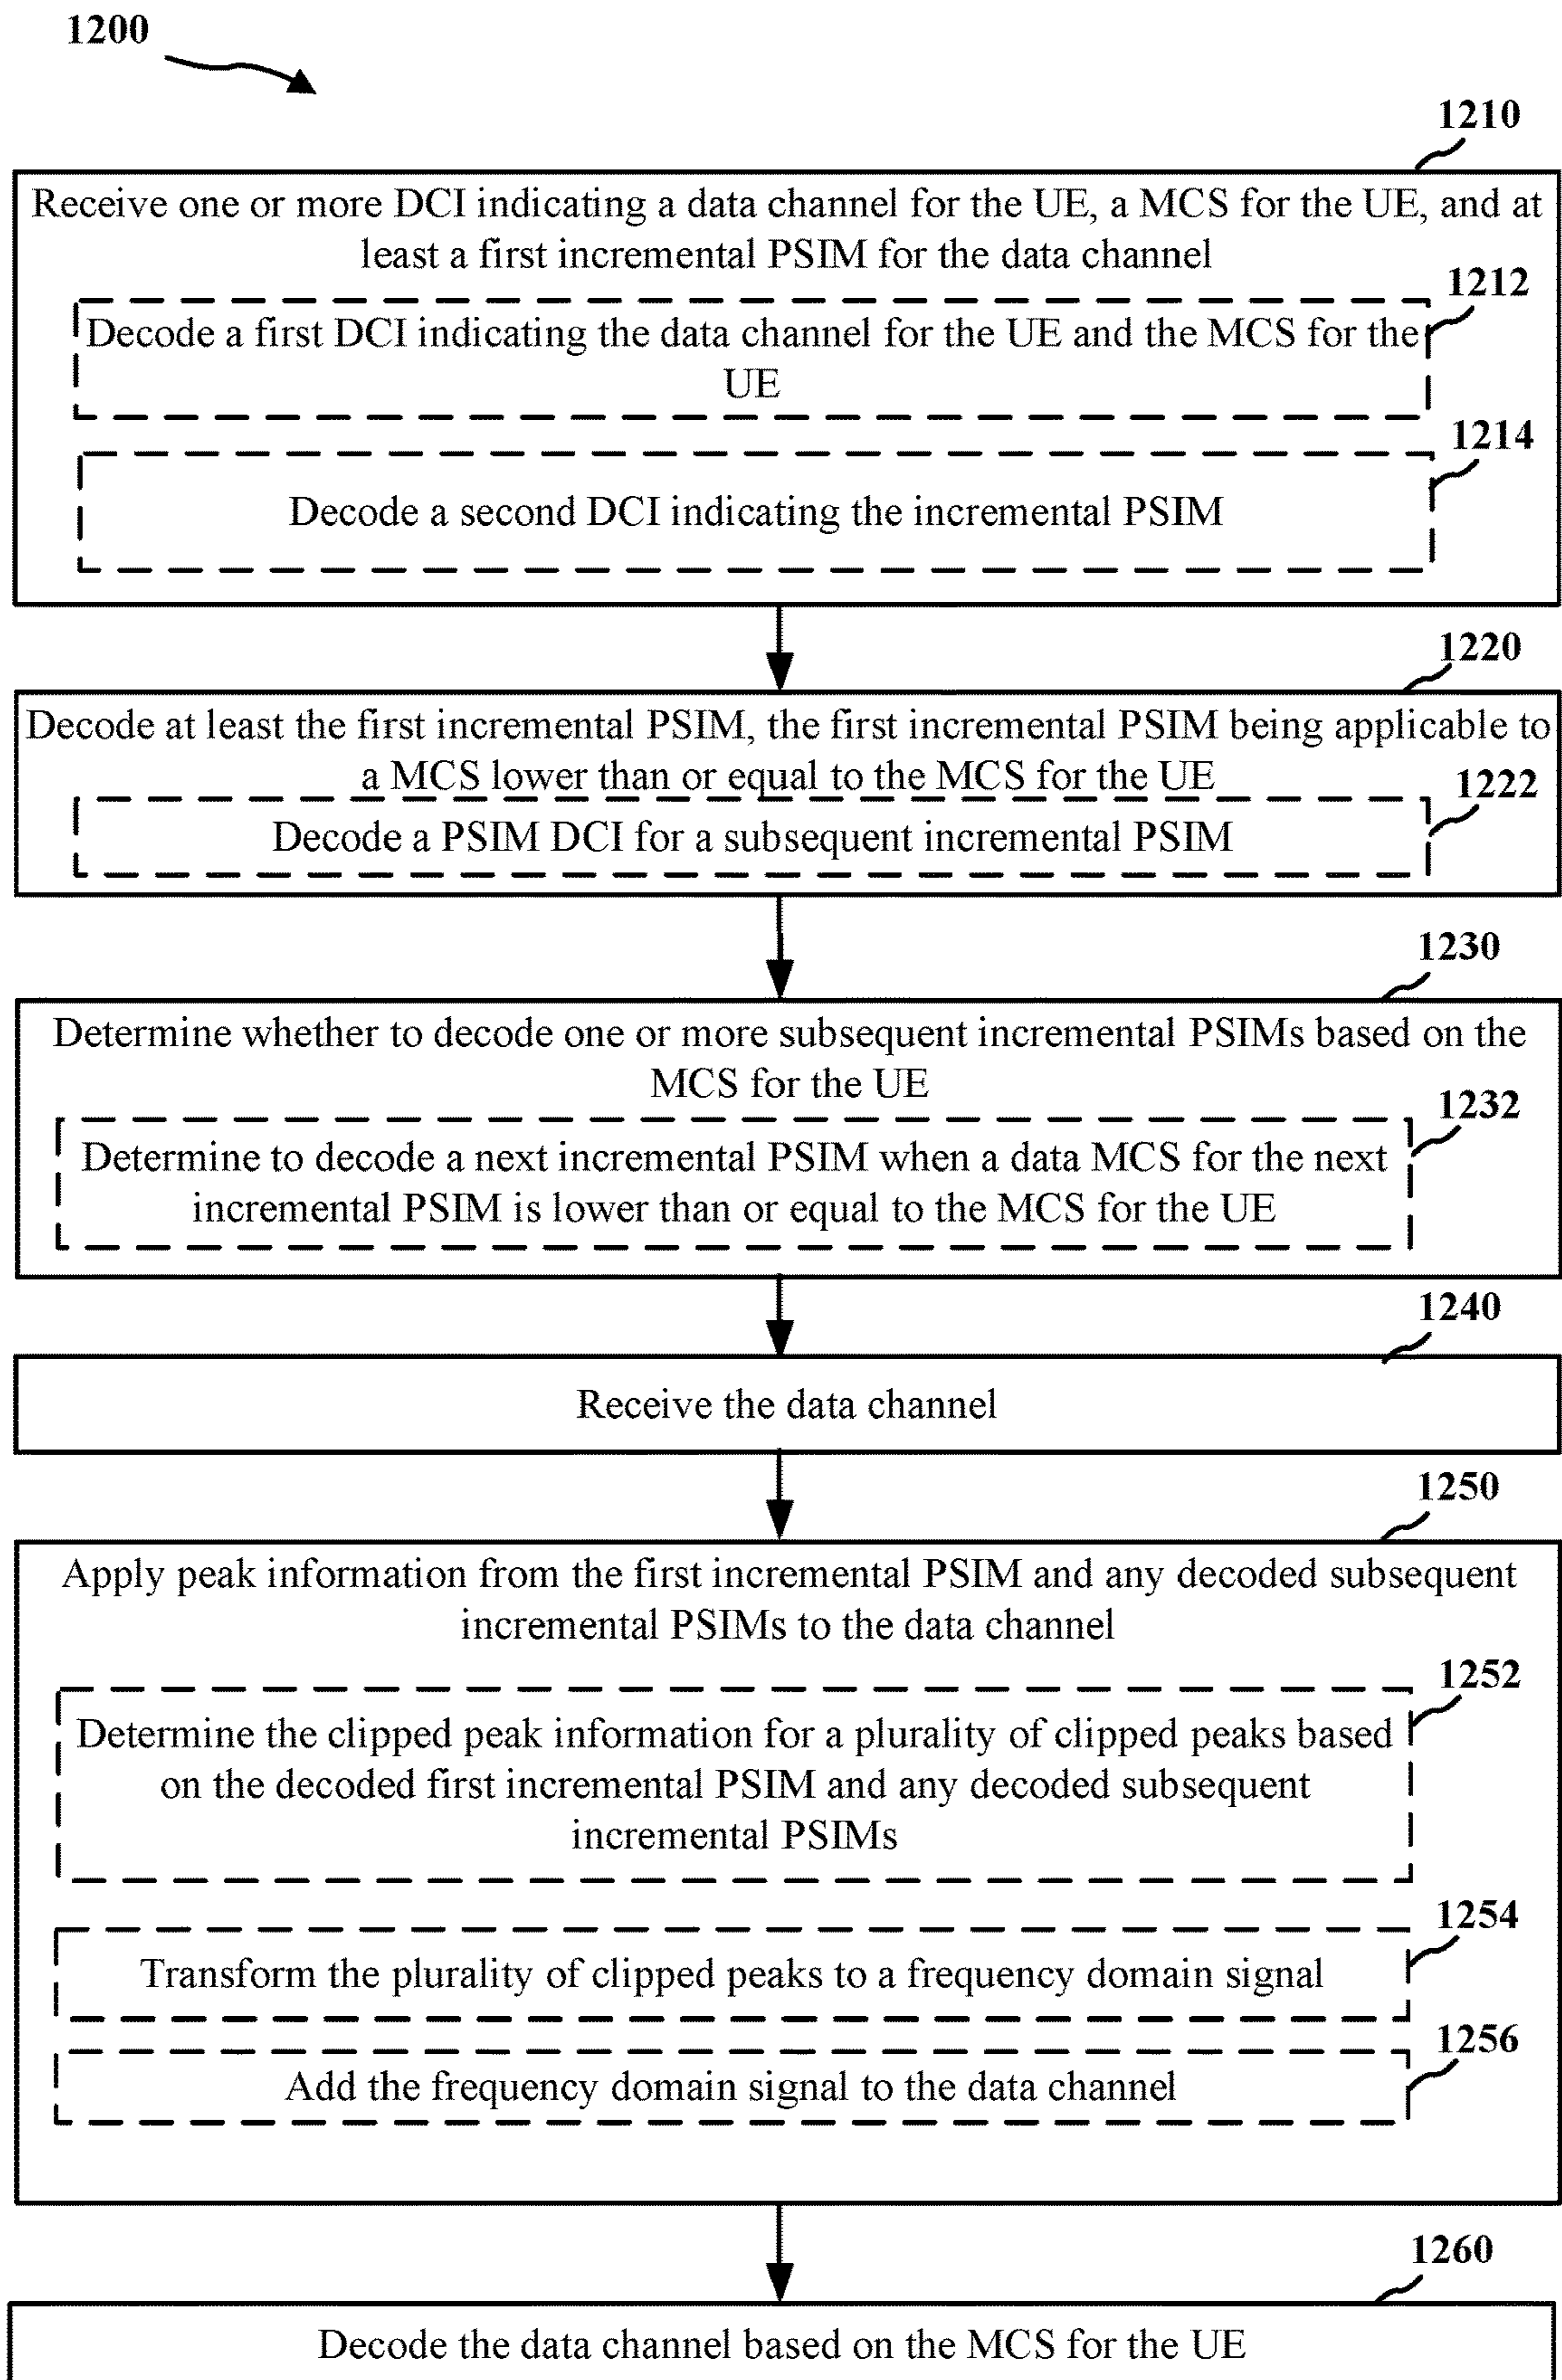 1200
1210
Receive one or more DCI indicating a data channel for the UE, a MCS for the UE, and at
least a first incremental PSIM for the data channel
1212
Decode a first DCI indicating the data channel for the UE and the MCS for the
UE
1214
Decode a second DCI indicating the incremental PSIM
1220
Decode at least the first incremental PSIM, the first incremental PSIM being applicable to
a MCS lower than or equal to the MCS for the UE
1222
Decode a PSIM DCI for a subsequent incremental PSIM
1230
Determine whether to decode one or more subsequent incremental PSIMs based on the
MCS for the UE
1232
Determine to decode a next incremental PSIM when a data MCS for the next
incremental PSIM is lower than or equal to the MCS for the UE
1240
Receive the data channel
1250
Apply peak information from the first incremental PSIM and any decoded subsequent
incremental PSIMs to the data channel
1252
Determine the clipped peak information for a plurality of clipped peaks based
on the decoded first incremental PSIM and any decoded subsequent
incremental PSIMs
1254
Transform the plurality of clipped peaks to a frequency domain signal
1256
Add the frequency domain signal to the data channel
1260
Decode the data channel based on the MCS for the UE